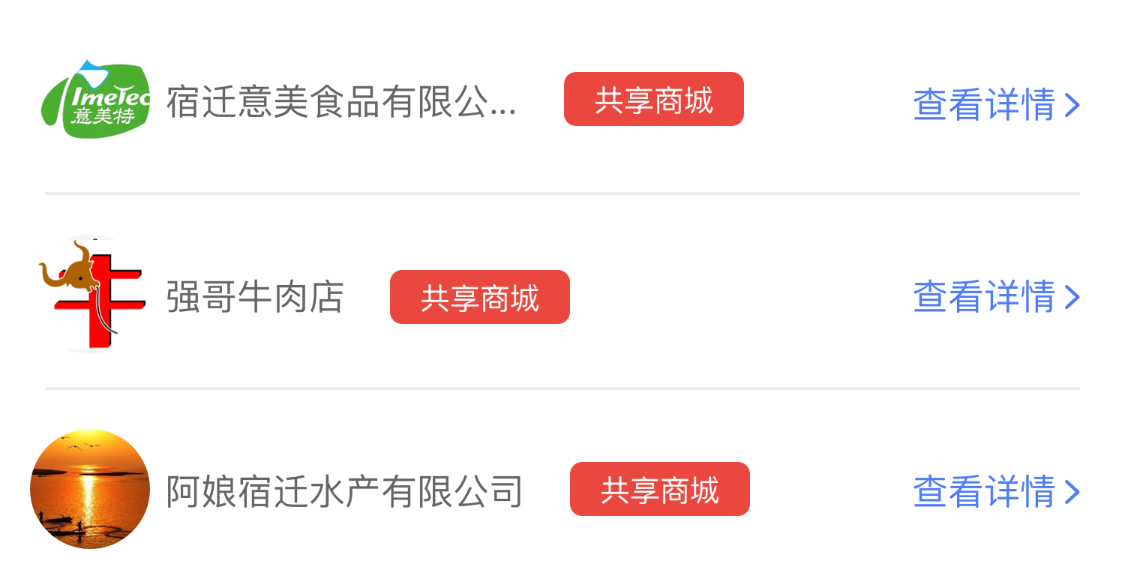 ImeTec
意美特
宿迁意美食品有限公... 共享商城 查看详情
牛
强哥牛肉店 共享商城 查看详情
阿娘宿迁水产有限公司 共享商城 查看详情